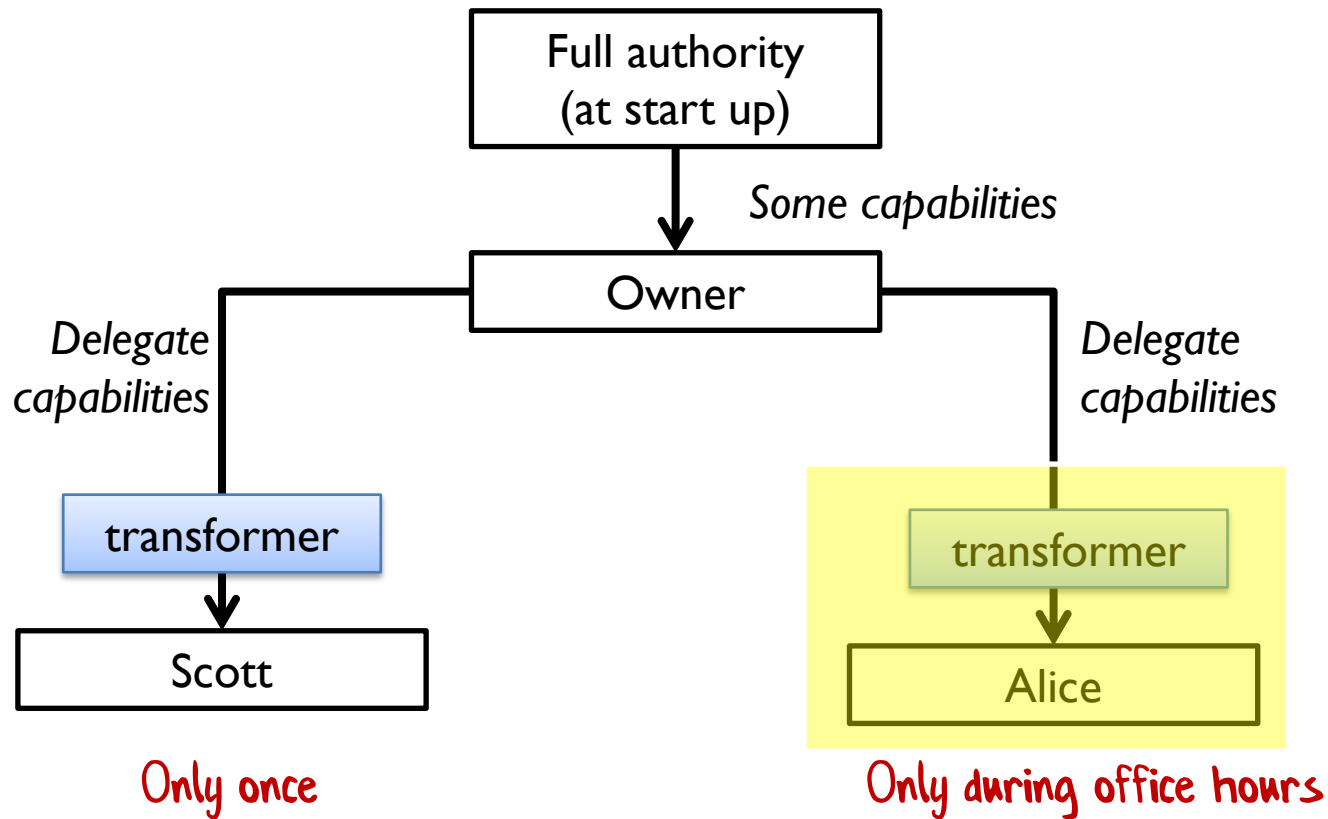 Full authority
(at start up)
Some capabilities
Owner
Delegate
capabilities
Delegate
capabilities
transformer
transformer
Scott
Alice
Only once
Only during office hours